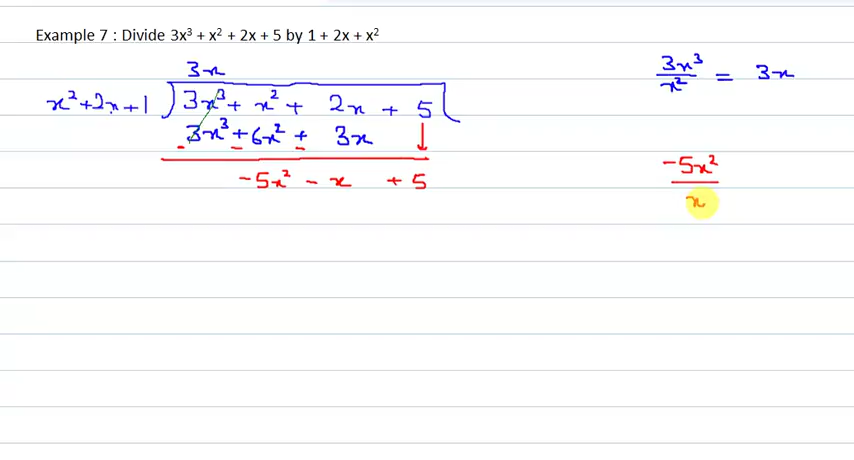 Example 7 : Divide 3x³ + x² + 2x + 5 by 1 + 2x + x²
3x
x² + 2x + 1 ) 3x³ + x² + 2x + 5 (
3x³ + 6x² + 3x
- - -
-5x² - x + 5
3x³/x² = 3x
-5x²/x